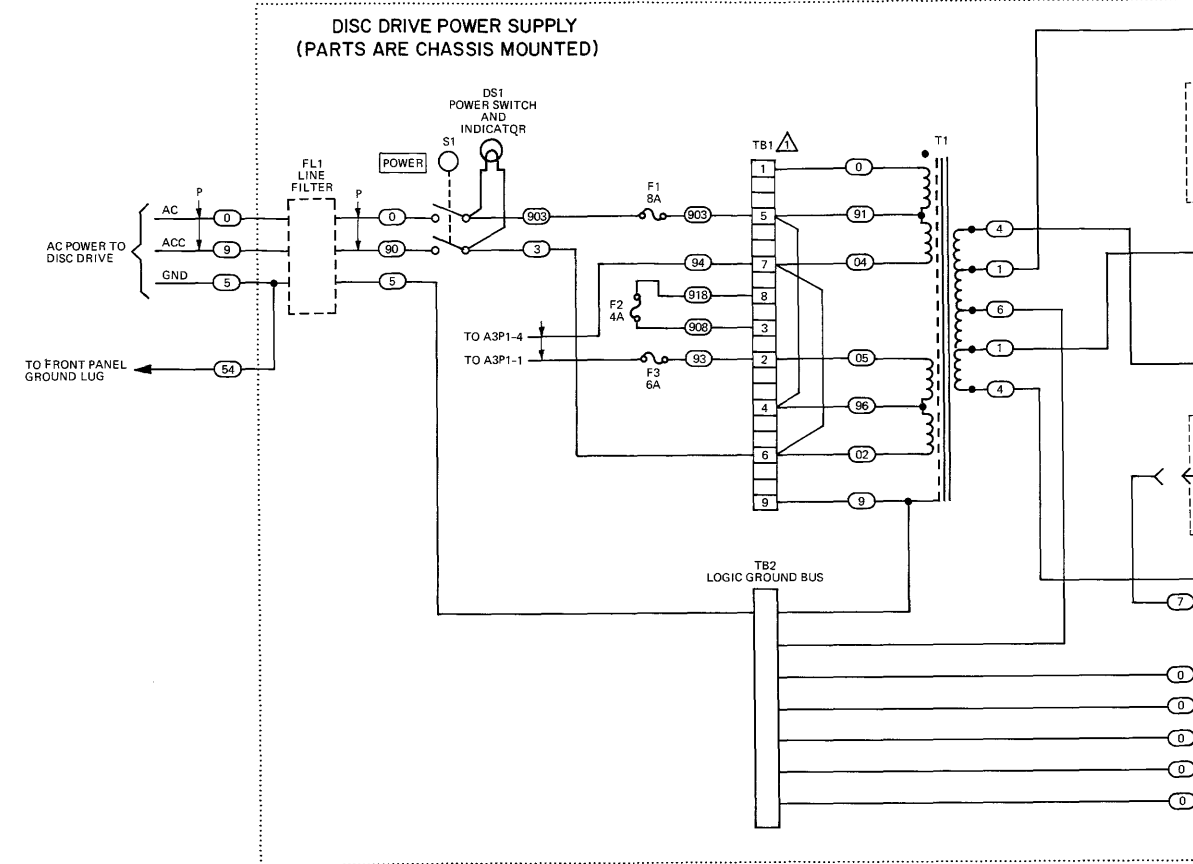 DISC DRIVE POWER SUPPLY
(PARTS ARE CHASSIS MOUNTED)
DS1
POWER SWITCH
AND
INDICATOR
S1
POWER
FL1
LINE
FILTER
P
P
AC POWER TO
DISC DRIVE
AC
ACC
GND
0
9
5
0
90
5
903
3
F1
8A
903
94
F2
4A
918
908
TO A3P1-4
TO A3P1-1
F3
6A
93
TO FRONT PANEL
GROUND LUG
54
TB1 1
1
5
7
8
3
2
4
6
9
0
91
04
05
96
02
9
T1
4
1
6
1
4
TB2
LOGIC GROUND BUS
7
0
0
0
0
0